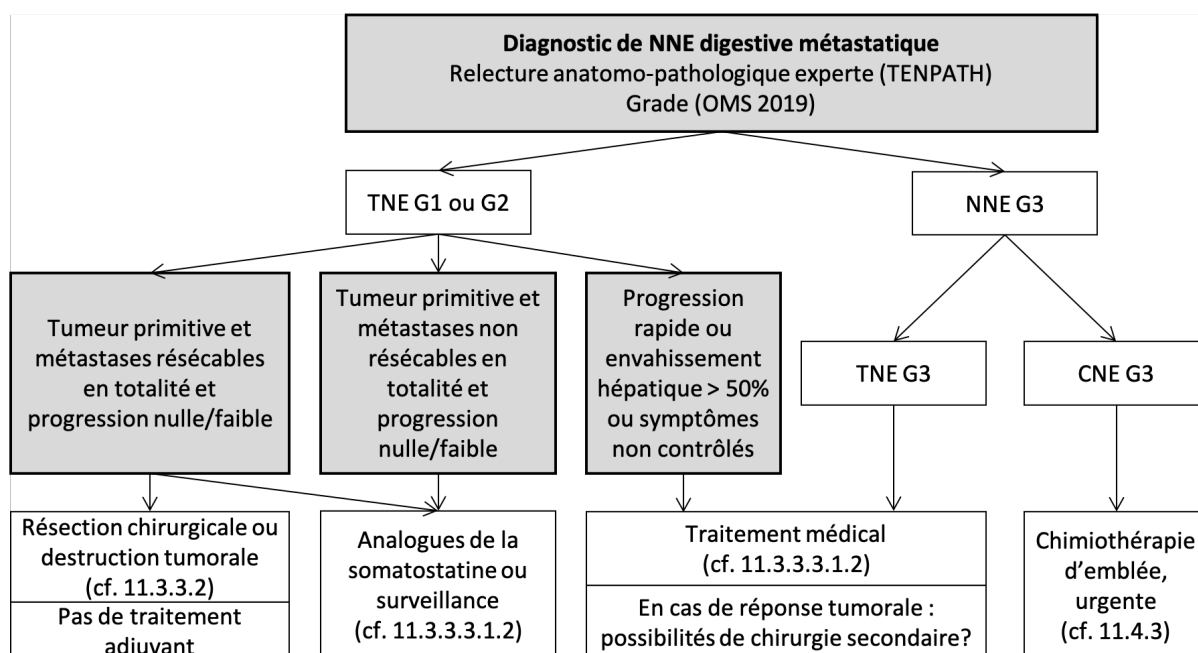 Diagnostic de NNE digestive métastatique
Relecture anatomo-pathologique experte (TENPATH)
Grade (OMS 2019)
TNE G1 ou G2
NNE G3
Tumeur primitive et
métastases résécables
en totalité et
progression nulle/faible
Tumeur primitive et
métastases non
résécables en
totalité et
progression
nulle/faible
Progression
rapide ou
envahissement
hépatique > 50%
ou symptômes
non contrôlés
TNE G3
CNE G3
Résection chirurgicale ou
destruction tumorale
(cf. 11.3.3.2)
Pas de traitement
adjuvant
Analogues de la
somatostatine ou
surveillance
(cf. 11.3.3.3.1.2)
Traitement médical
(cf. 11.3.3.3.1.2)
En cas de réponse tumorale :
possibilités de chirurgie secondaire?
Chimiothérapie
d’emblée,
urgente
(cf. 11.4.3)